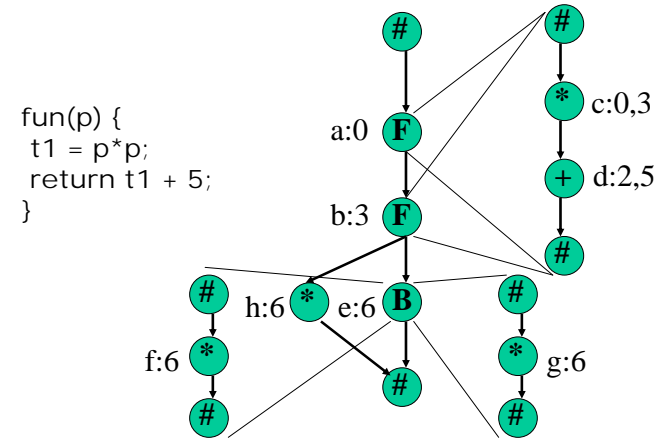 fun(p) {
t1 = p*p;
return t1 + 5;
}
#
#
*
c:0,3
a:0
F
+
d:2,5
b:3
F
#
#
h:6
*
e:6
B
#
f:6
*
*
g:6
#
#
#